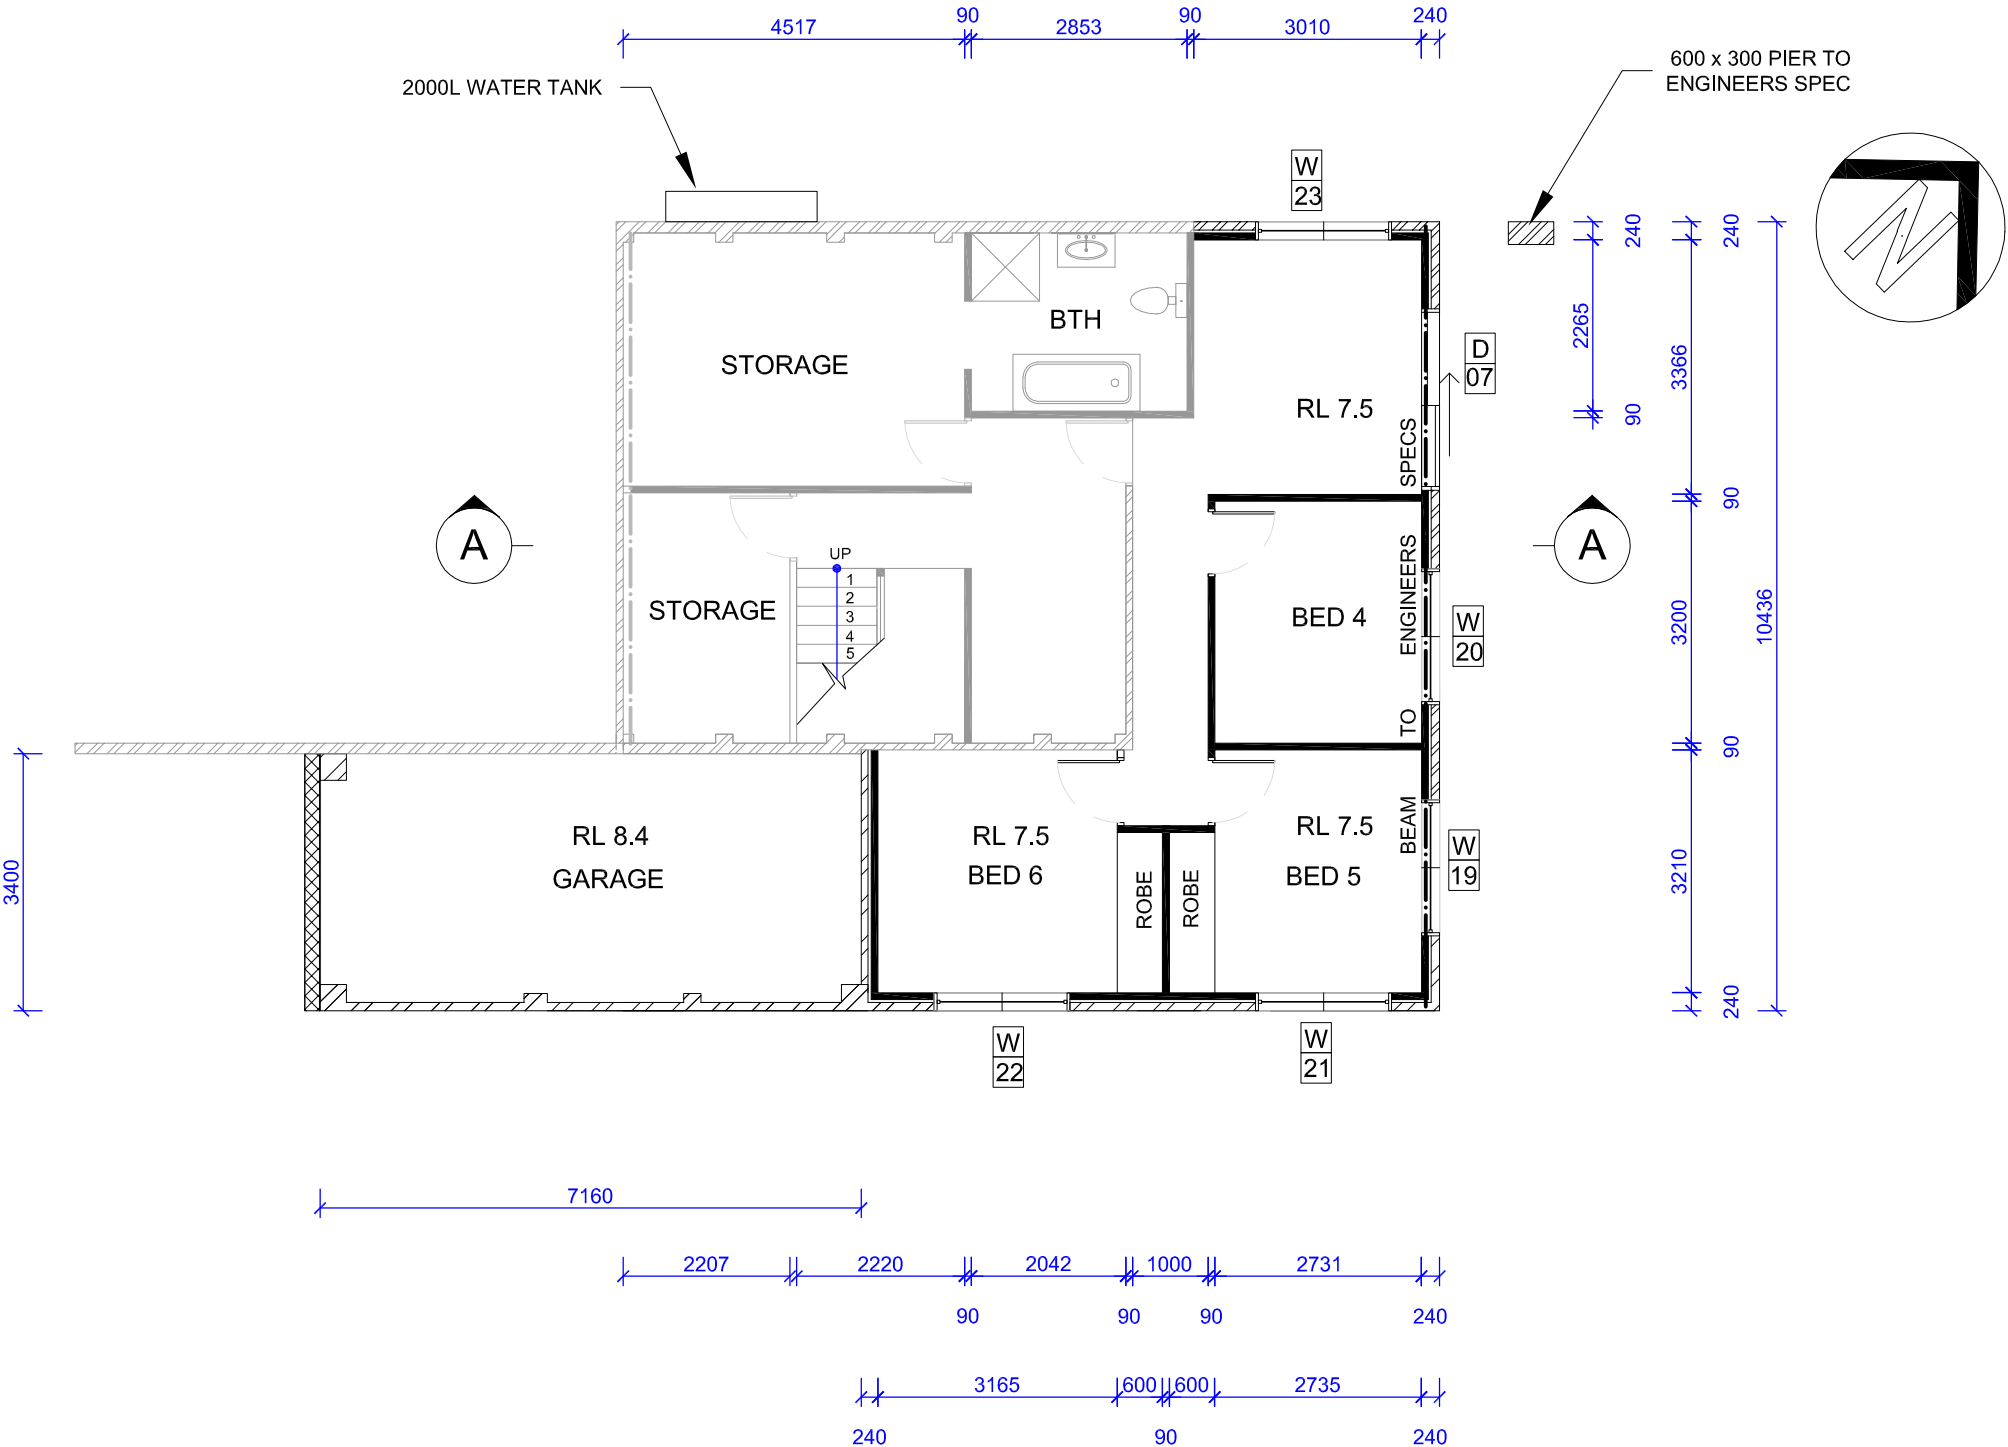 90
90
240
4517
2853
3010
600 x 300 PIER TO
ENGINEERS SPEC
2000L WATER TANK
W
23
N
240
240
2265
3366
90
BTH
STORAGE
D
07
RL 7.5
SPECS
90
A
A
UP
1
2
3
4
5
STORAGE
BED 4
ENGINEERS
TO
W
20
3200
10436
90
RL 8.4
GARAGE
RL 7.5
BED 6
ROBE
ROBE
RL 7.5
BED 5
BEAM
W
19
3400
3210
240
W
22
W
21
7160
2207
2220
2042
1000
2731
90
90
90
240
3165
600
600
2735
240
90
240